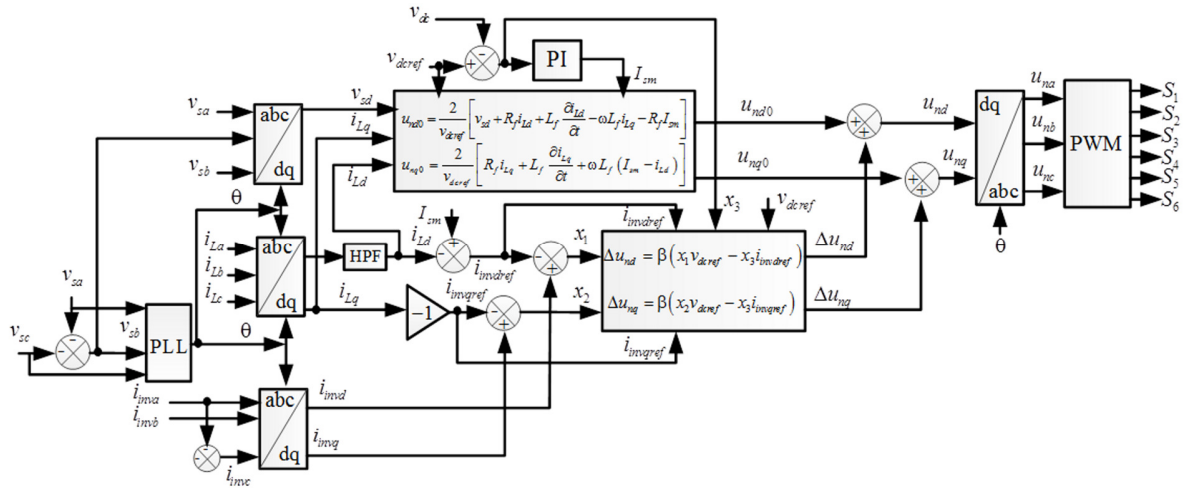 v_dc
v_dcref
+
-
PI
I_sm
v_sa
v_sb
abc
dq
v_sd
i_Lq
i_Ld
u_nd0 = 2/v_dcref [v_sd + R_f i_Ld + L_f ∂i_Ld/∂t − ωL_f i_Lq − R_f I_sm]
u_nq0 = 2/v_dcref [R_f i_Lq + L_f ∂i_Lq/∂t + ωL_f (I_sm − i_Ld)]
u_nd0
u_nq0
+
+
+
+
u_nd
u_nq
dq
abc
θ
u_na
u_nb
u_nc
PWM
S_1
S_2
S_3
S_4
S_5
S_6
θ
i_La
i_Lb
i_Lc
abc
dq
HPF
i_Ld
I_sm
-
+
i_invdref
i_invdref
-
+
x_1
x_3
v_dcref
Δu_nd = β(x_1 v_dcref − x_3 i_invdref)
Δu_nq = β(x_2 v_dcref − x_3 i_invqref)
Δu_nd
Δu_nq
i_Lq
-1
i_invqref
-
+
x_2
i_invqref
v_sa
v_sc
-
-
v_sb
PLL
θ
i_inva
i_invb
-
-
i_invc
abc
dq
i_invd
i_invq